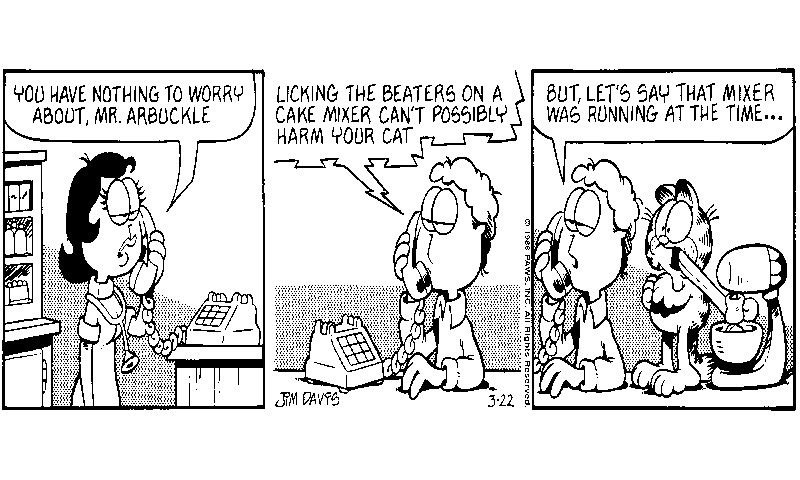 YOU HAVE NOTHING TO WORRY
ABOUT, MR. ARBUCKLE
LICKING THE BEATERS ON A
CAKE MIXER CAN'T POSSIBLY
HARM YOUR CAT
JIM DAVIS
3-22
© 1986 PAWS, INC. All Rights Reserved.
BUT, LET'S SAY THAT MIXER
WAS RUNNING AT THE TIME...